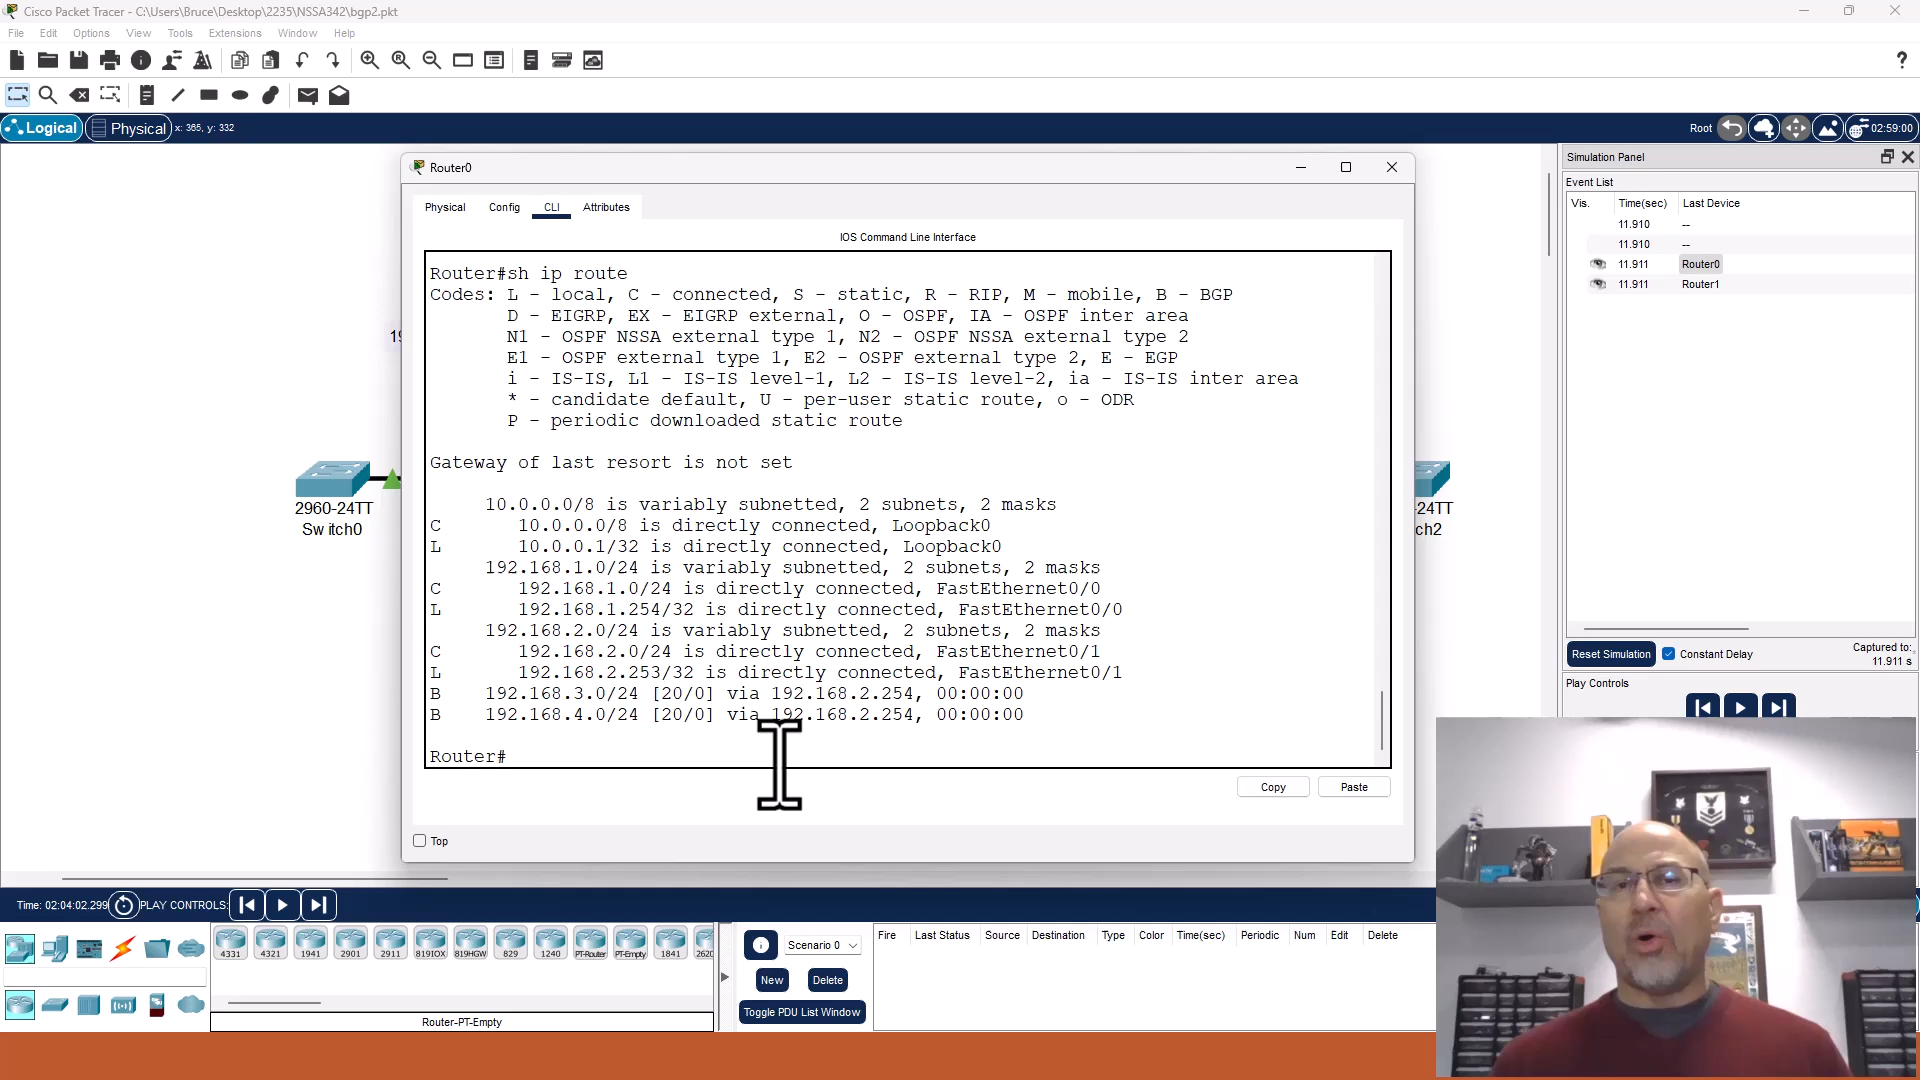 Cisco Packet Tracer - C:\Users\Bruce\Desktop\2235\NSSA342\bgp2.pkt
File Edit Options View Tools Extensions Window Help
Logical Physical x: 365, y: 332 Root 02:59:00
Router0
Physical Config CLI Attributes
IOS Command Line Interface
Router#sh ip route
Codes: L - local, C - connected, S - static, R - RIP, M - mobile, B - BGP
D - EIGRP, EX - EIGRP external, O - OSPF, IA - OSPF inter area
N1 - OSPF NSSA external type 1, N2 - OSPF NSSA external type 2
E1 - OSPF external type 1, E2 - OSPF external type 2, E - EGP
i - IS-IS, L1 - IS-IS level-1, L2 - IS-IS level-2, ia - IS-IS inter area
* - candidate default, U - per-user static route, o - ODR
P - periodic downloaded static route
Gateway of last resort is not set
10.0.0.0/8 is variably subnetted, 2 subnets, 2 masks
C 10.0.0.0/8 is directly connected, Loopback0
L 10.0.0.1/32 is directly connected, Loopback0
192.168.1.0/24 is variably subnetted, 2 subnets, 2 masks
C 192.168.1.0/24 is directly connected, FastEthernet0/0
L 192.168.1.254/32 is directly connected, FastEthernet0/0
192.168.2.0/24 is variably subnetted, 2 subnets, 2 masks
C 192.168.2.0/24 is directly connected, FastEthernet0/1
L 192.168.2.253/32 is directly connected, FastEthernet0/1
B 192.168.3.0/24 [20/0] via 192.168.2.254, 00:00:00
B 192.168.4.0/24 [20/0] via 192.168.2.254, 00:00:00
Router#
Copy Paste
Top
19
2960-24TT
Switch0
-24TT
ch2
Simulation Panel
Event List
Vis. Time(sec) Last Device
11.910 --
11.910 --
11.911 Router0
11.911 Router1
Reset Simulation Constant Delay Captured to:
11.911 s
Play Controls
Time: 02:04:02.299 PLAY CONTROLS:
4331 4321 1941 2901 2911 819IOX 819HGW 829 1240 PT-Router PT-Empty 1841 2620
Router-PT-Empty
Scenario 0
New Delete
Toggle PDU List Window
Fire Last Status Source Destination Type Color Time(sec) Periodic Num Edit Delete